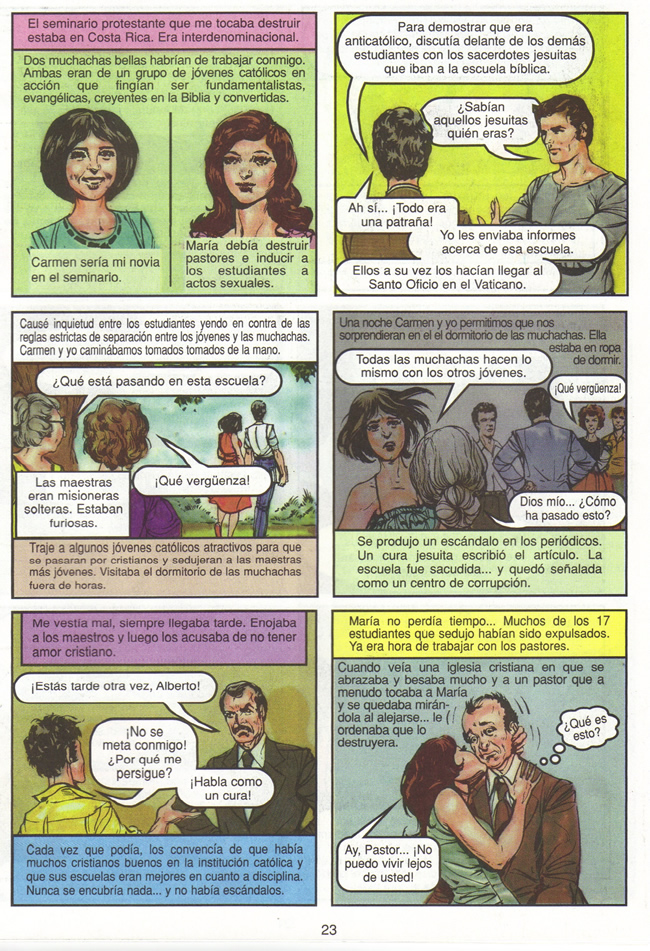 El seminario protestante que me tocaba destruir
estaba en Costa Rica. Era interdenominacional.
Dos muchachas bellas habrían de trabajar conmigo.
Ambas eran de un grupo de jóvenes católicos en
acción que fingían ser fundamentalistas,
evangélicas, creyentes en la Biblia y convertidas.
Carmen sería mi novia
en el seminario.
María debía destruir
pastores e inducir a
los estudiantes a
actos sexuales.
Para demostrar que era
anticatólico, discutía delante de los demás
estudiantes con los sacerdotes jesuitas
que iban a la escuela bíblica.
¿Sabían
aquellos jesuitas
quién eras?
Ah sí... ¡Todo era
una patraña!
Yo les enviaba informes
acerca de esa escuela.
Ellos a su vez los hacían llegar al
Santo Oficio en el Vaticano.
Causé inquietud entre los estudiantes yendo en contra de las
reglas estrictas de separación entre los jóvenes y las muchachas.
Carmen y yo caminábamos tomados tomados de la mano.
¿Qué está pasando en esta escuela?
¡Qué vergüenza!
Las maestras
eran misioneras
solteras. Estaban
furiosas.
Traje a algunos jóvenes católicos atractivos para que
se pasaran por cristianos y sedujeran a las maestras
más jóvenes. Visitaba el dormitorio de las muchachas
fuera de horas.
Una noche Carmen y yo permitimos que nos
sorprendieran en el el dormitorio de las muchachas. Ella
estaba en ropa
de dormir.
Todas las muchachas hacen lo
mismo con los otros jóvenes.
¡Qué vergüenza!
Dios mío... ¿Cómo
ha pasado esto?
Se produjo un escándalo en los periódicos.
Un cura jesuita escribió el artículo. La
escuela fue sacudida... y quedó señalada
como un centro de corrupción.
Me vestía mal, siempre llegaba tarde. Enojaba
a los maestros y luego los acusaba de no tener
amor cristiano.
¡Estás tarde otra vez, Alberto!
¡No se
meta conmigo!
¿Por qué me
persigue?
¡Habla como
un cura!
Cada vez que podía, los convencía de que había
muchos cristianos buenos en la institución católica y
que sus escuelas eran mejores en cuanto a disciplina.
Nunca se encubría nada... y no había escándalos.
María no perdía tiempo... Muchos de los 17
estudiantes que sedujo habían sido expulsados.
Ya era hora de trabajar con los pastores.
Cuando veía una iglesia cristiana en que se
abrazaba y besaba mucho y a un pastor que a
menudo tocaba a María
y se quedaba mirán-
dola al alejarse... le
ordenaba que lo
destruyera.
¿Qué es
esto?
Ay, Pastor... ¡No
puedo vivir lejos
de usted!
23